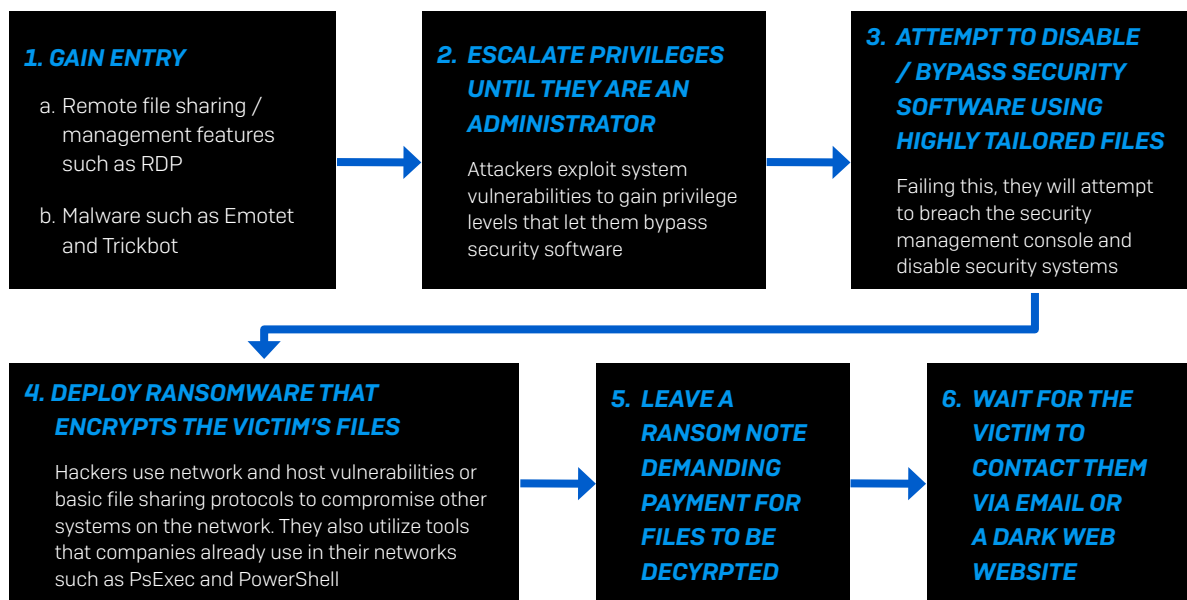 1. GAIN ENTRY
a. Remote file sharing /
management features
such as RDP
b. Malware such as Emotet
and Trickbot
2. ESCALATE PRIVILEGES
UNTIL THEY ARE AN
ADMINISTRATOR
Attackers exploit system
vulnerabilities to gain privilege
levels that let them bypass
security software
3. ATTEMPT TO DISABLE
/ BYPASS SECURITY
SOFTWARE USING
HIGHLY TAILORED FILES
Failing this, they will attempt
to breach the security
management console and
disable security systems
4. DEPLOY RANSOMWARE THAT
ENCRYPTS THE VICTIM'S FILES
Hackers use network and host vulnerabilities or
basic file sharing protocols to compromise other
systems on the network. They also utilize tools
that companies already use in their networks
such as PsExec and PowerShell
5. LEAVE A
RANSOM NOTE
DEMANDING
PAYMENT FOR
FILES TO BE
DECYRPTED
6. WAIT FOR THE
VICTIM TO
CONTACT THEM
VIA EMAIL OR
A DARK WEB
WEBSITE